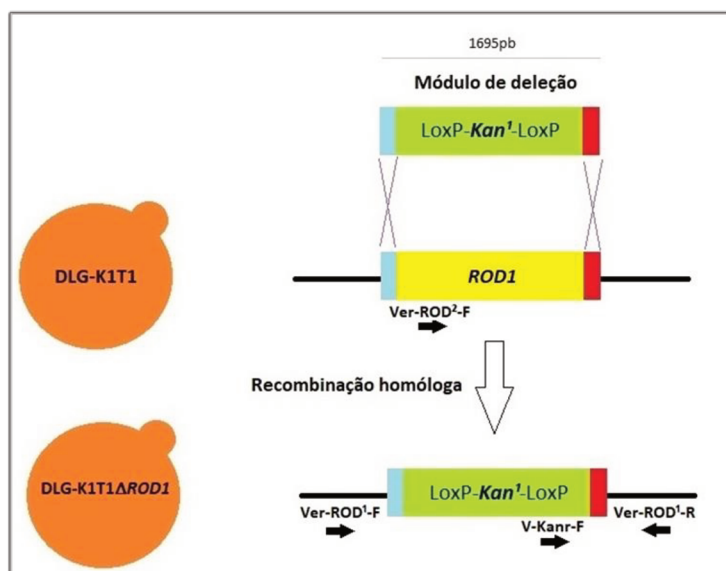 1695pb
Módulo de deleção
LoxP-Kan¹-LoxP
DLG-K1T1
ROD1
Ver-ROD²-F
Recombinação homóloga
DLG-K1T1ΔROD1
LoxP-Kan¹-LoxP
Ver-ROD¹-F
V-Kanr-F
Ver-ROD¹-R